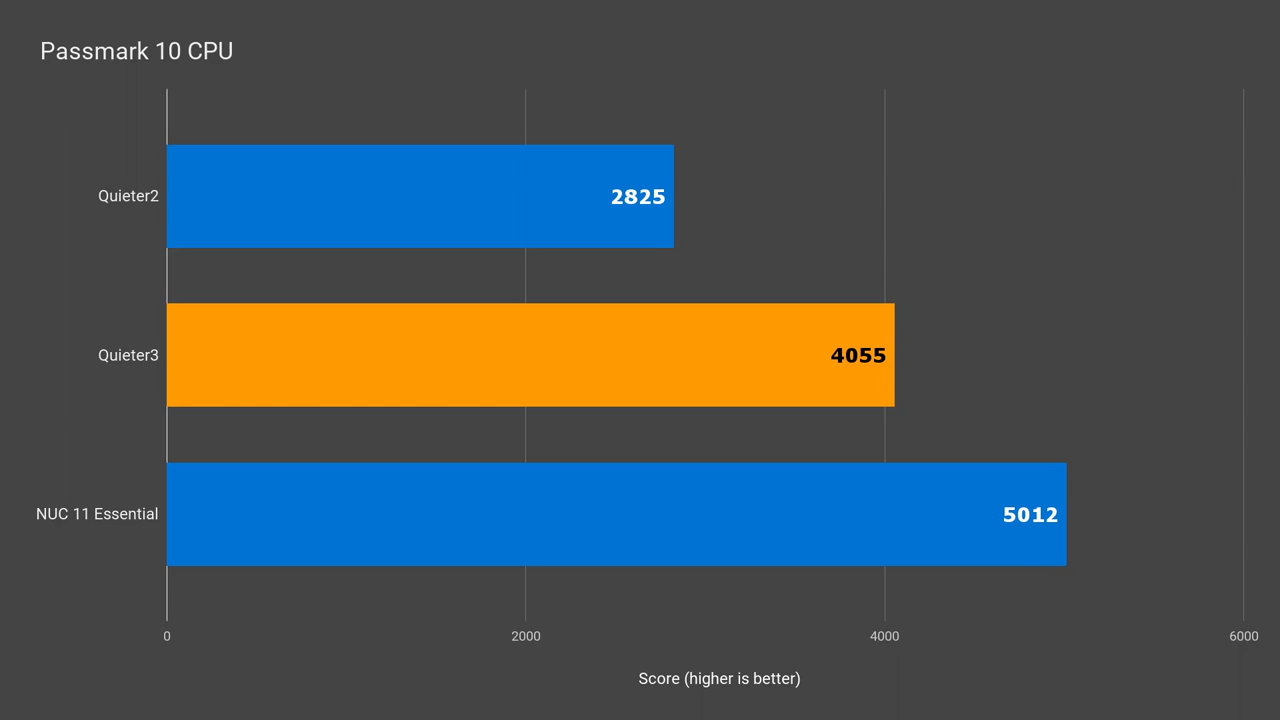 Passmark 10 CPU
Quieter2
2825
Quieter3
4055
NUC 11 Essential
5012
0
2000
4000
6000
Score (higher is better)